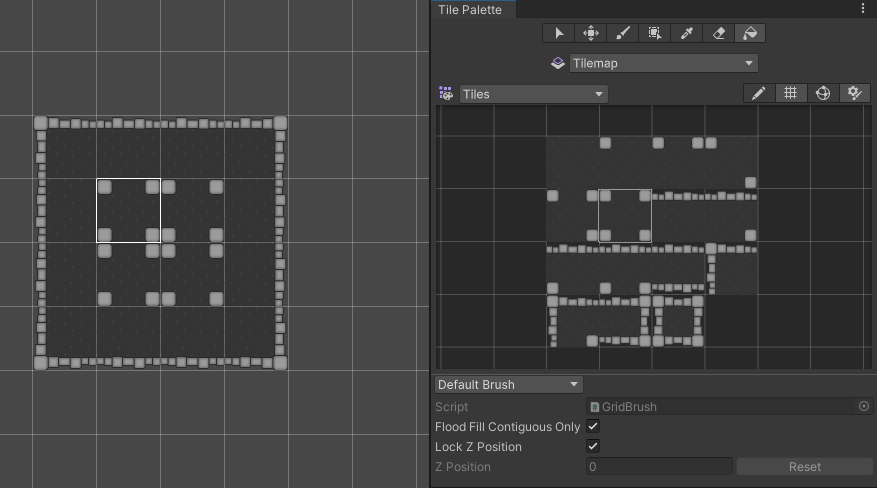 Tile Palette
Tilemap
Tiles
Default Brush
Script
GridBrush
Flood Fill Contiguous Only
Lock Z Position
Z Position
0
Reset